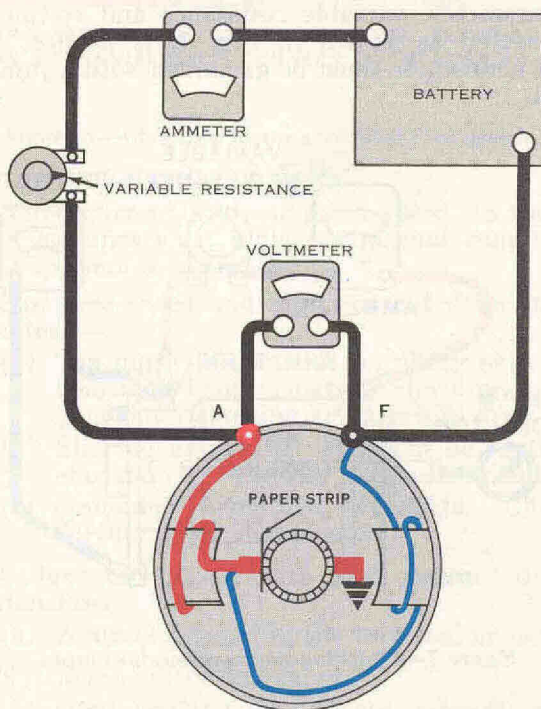 AMMETER
BATTERY
VARIABLE RESISTANCE
VOLTMETER
A
F
PAPER STRIP